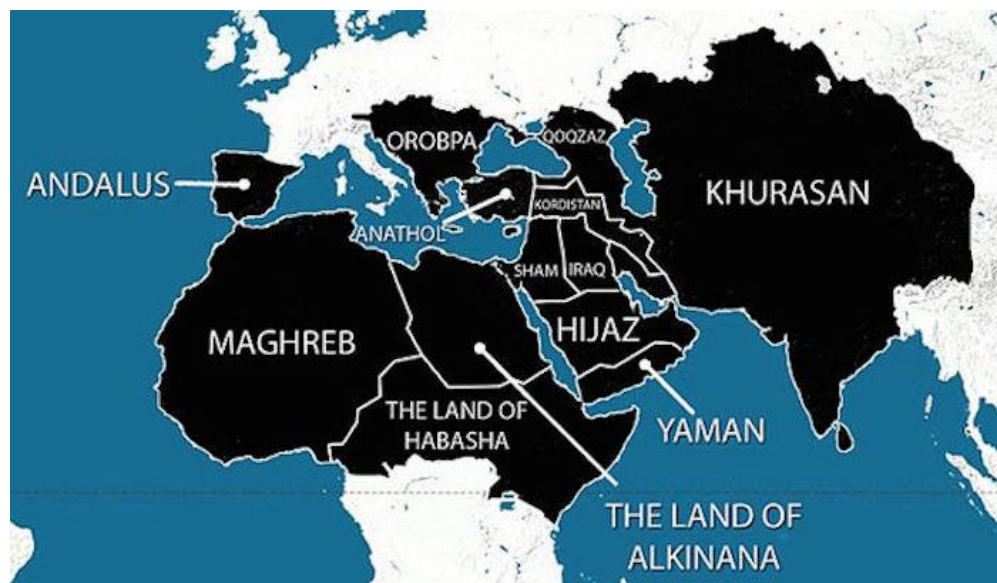 OROBPA
QOQZAZ
ANDALUS
KHURASAN
KORDISTAN
ANATHOL
SHAM
IRAQ
MAGHREB
HIJAZ
THE LAND OF
HABASHA
YAMAN
THE LAND OF
ALKINANA